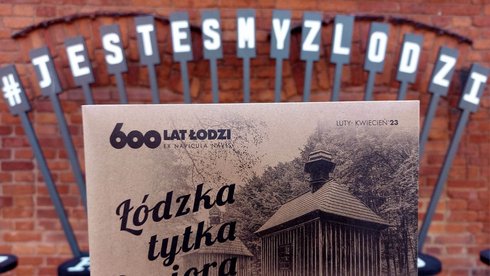 #JESTESMYZLODZI
600 LAT ŁODZI
EX NAVICULA NAVIS
LUTY- KWIECIEŃ 23
Łódzka
tytka